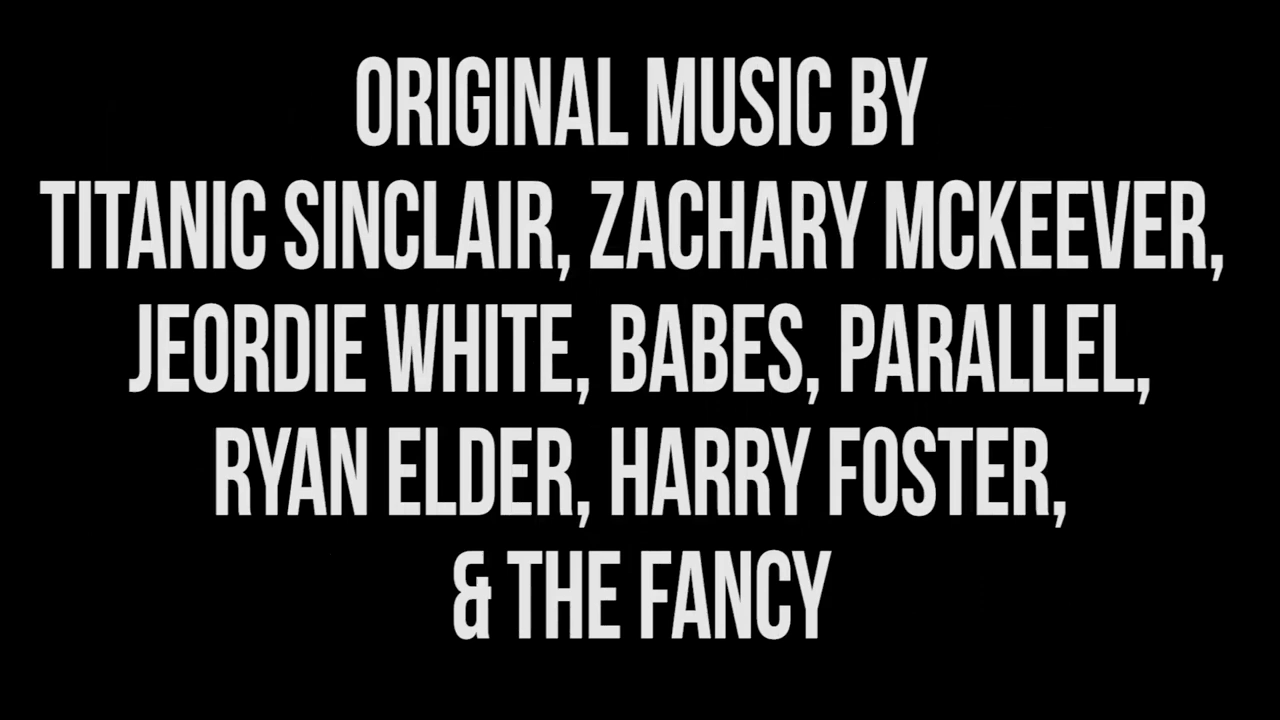 ORIGINAL MUSIC BY
TITANIC SINCLAIR, ZACHARY MCKEEVER,
JEORDIE WHITE, BABES, PARALLEL,
RYAN ELDER, HARRY FOSTER,
& THE FANCY